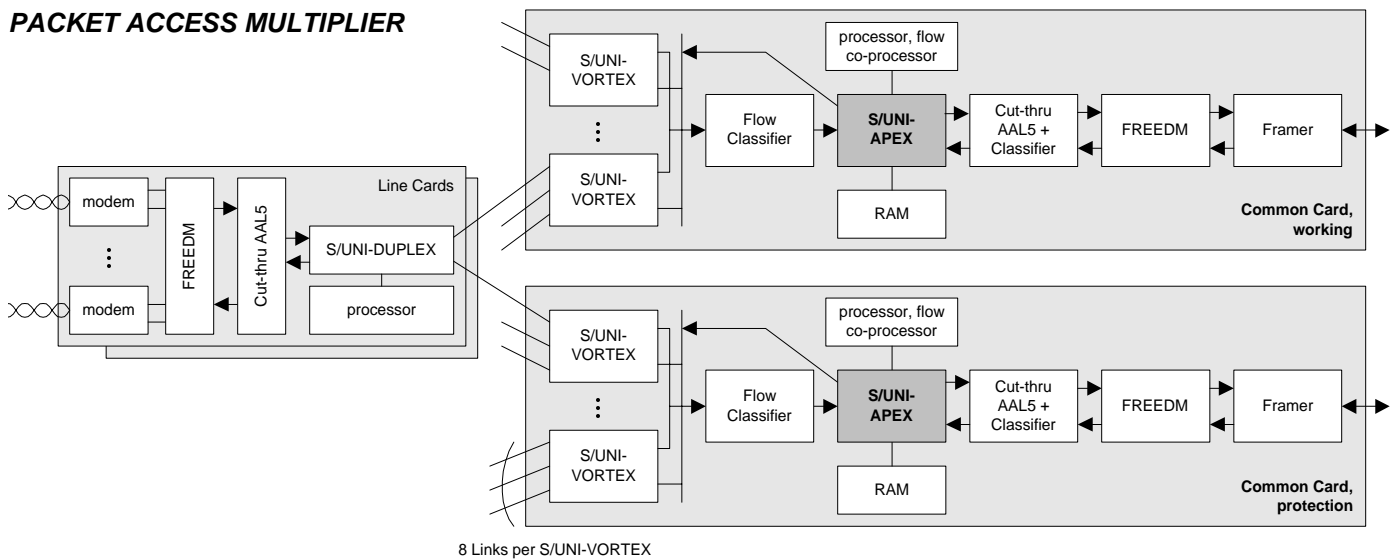 PACKET ACCESS MULTIPLIER
S/UNI-
VORTEX
S/UNI-
VORTEX
Flow
Classifier
processor, flow
co-processor
S/UNI-
APEX
RAM
Cut-thru
AAL5 +
Classifier
FREEDM
Framer
Common Card,
working
Line Cards
modem
modem
FREEDM
Cut-thru AAL5
S/UNI-DUPLEX
processor
S/UNI-
VORTEX
S/UNI-
VORTEX
Flow
Classifier
processor, flow
co-processor
S/UNI-
APEX
RAM
Cut-thru
AAL5 +
Classifier
FREEDM
Framer
Common Card,
protection
8 Links per S/UNI-VORTEX